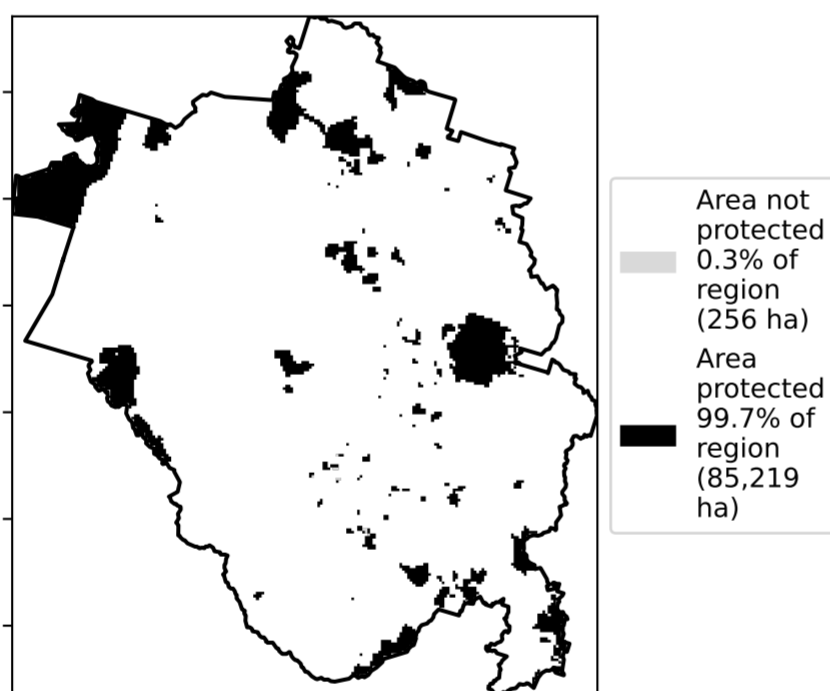 Area not
protected
0.3% of
region
(256 ha)
Area
protected
99.7% of
region
(85,219
ha)